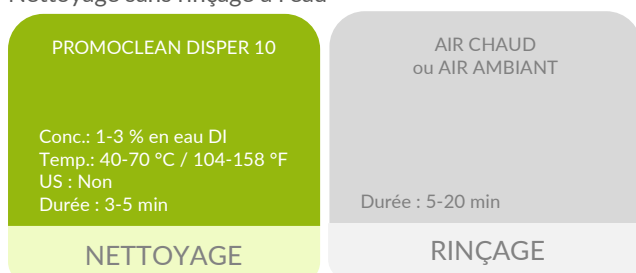 Nettoyage sans rinçage à l'eau
PROMOCLEAN DISPER 10
Conc.: 1-3 % en eau DI
Temp.: 40-70 °C / 104-158 °F
US : Non
Durée : 3-5 min
NETTOYAGE
AIR CHAUD
ou AIR AMBIANT
Durée : 5-20 min
RINÇAGE